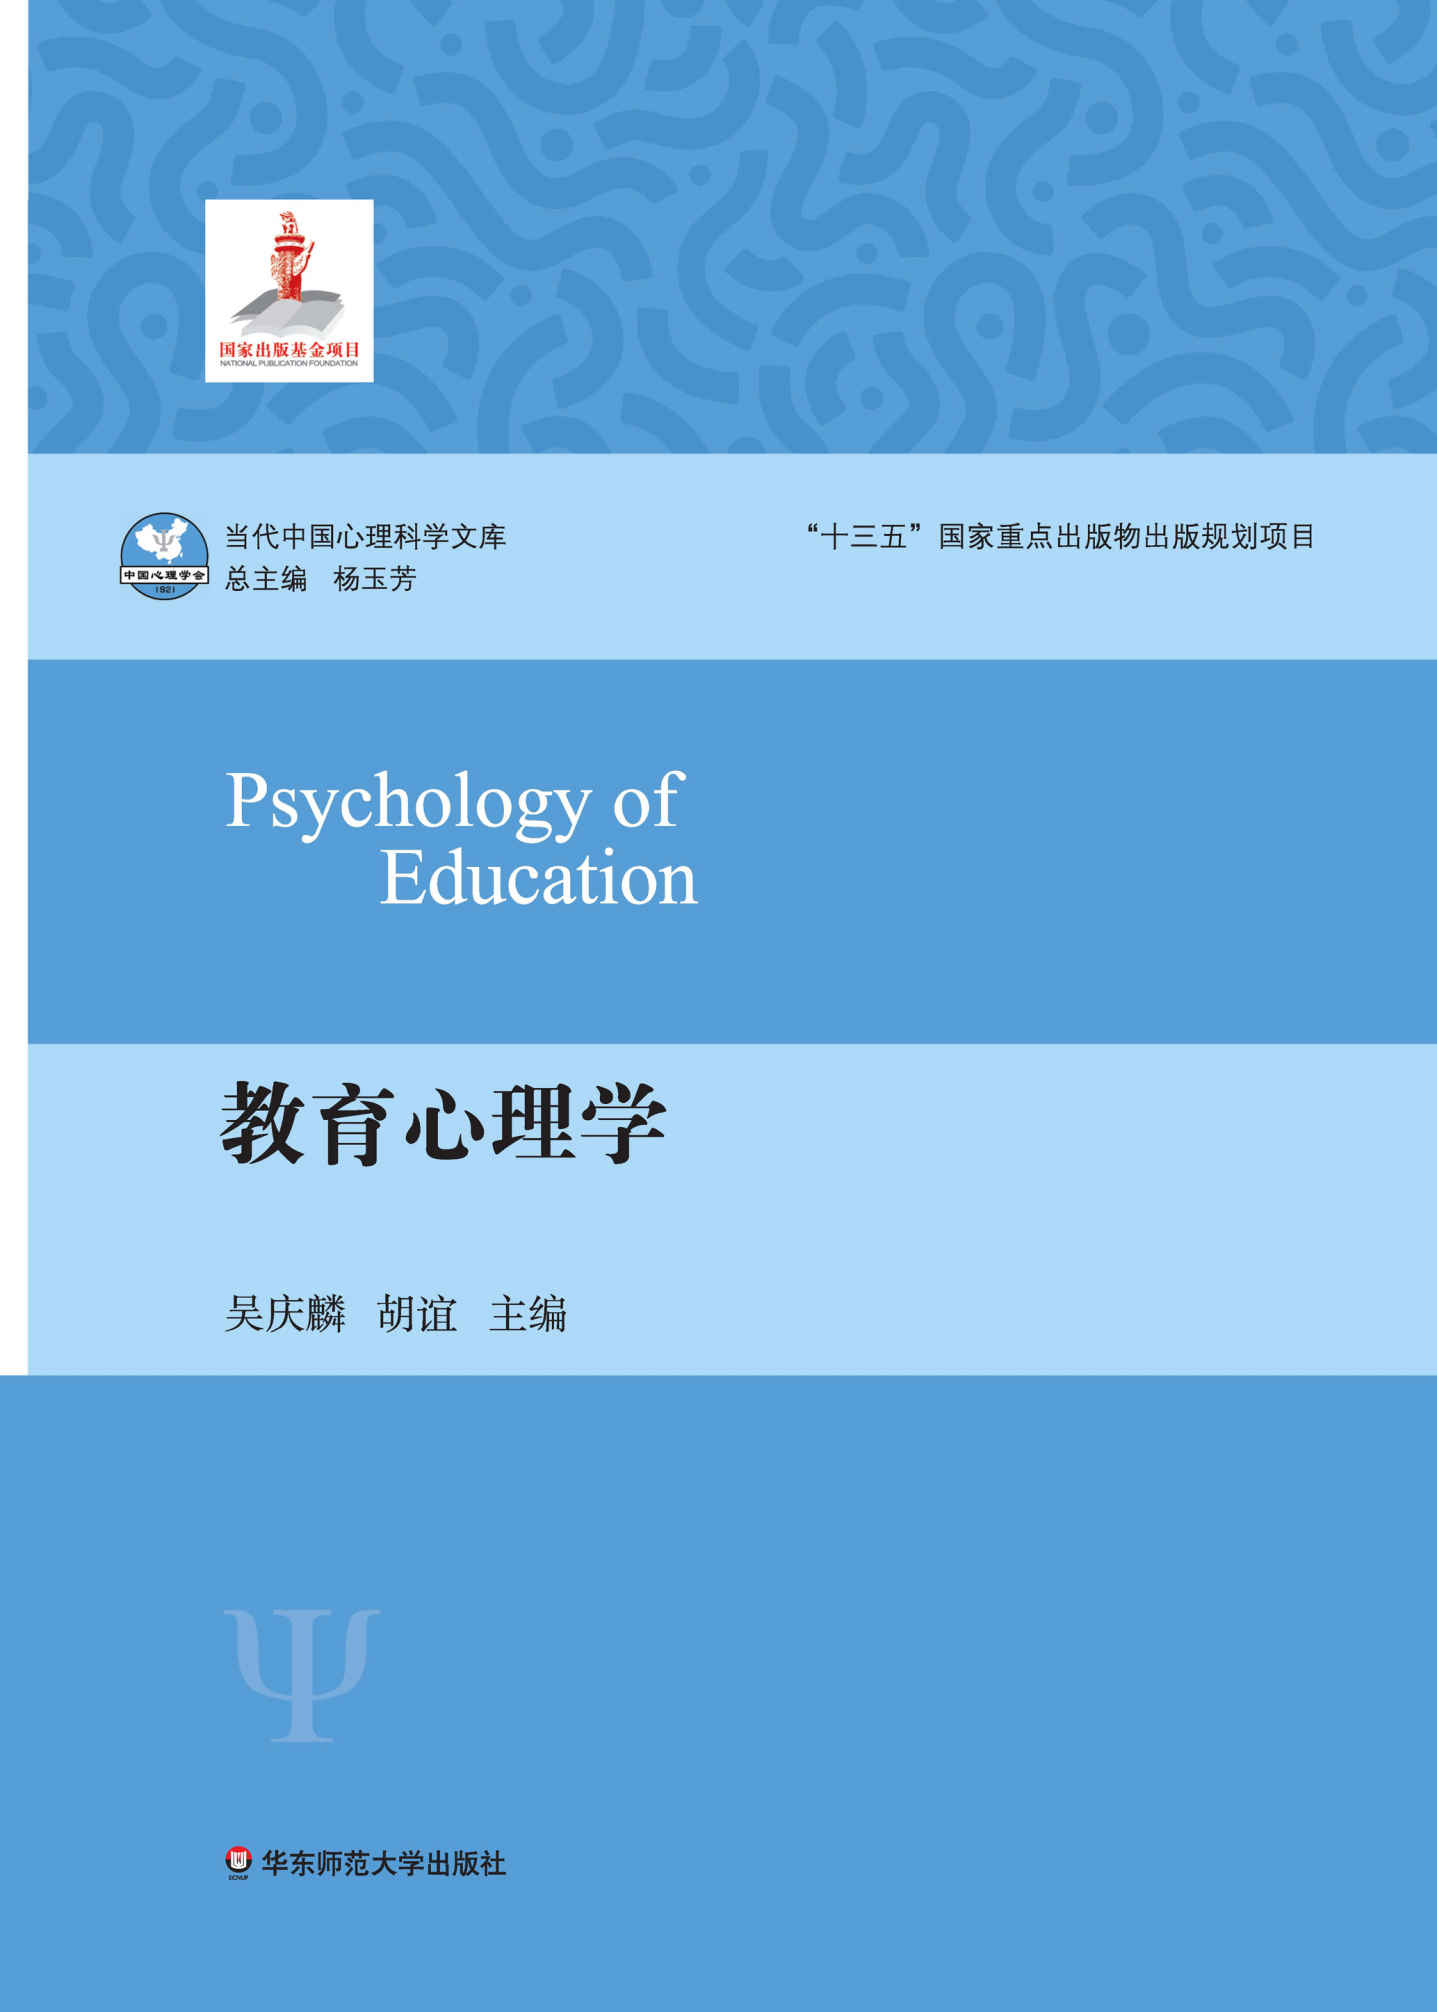 国家出版基金项目
NATIONAL PUBLICATION FOUNDATION
当代中国心理科学文库
总主编 杨玉芳
中国心理学会
1921
“十三五”国家重点出版物出版规划项目
Psychology of
Education
教育心理学
吴庆麟 胡谊 主编
Ψ
华东师范大学出版社
ECNUP